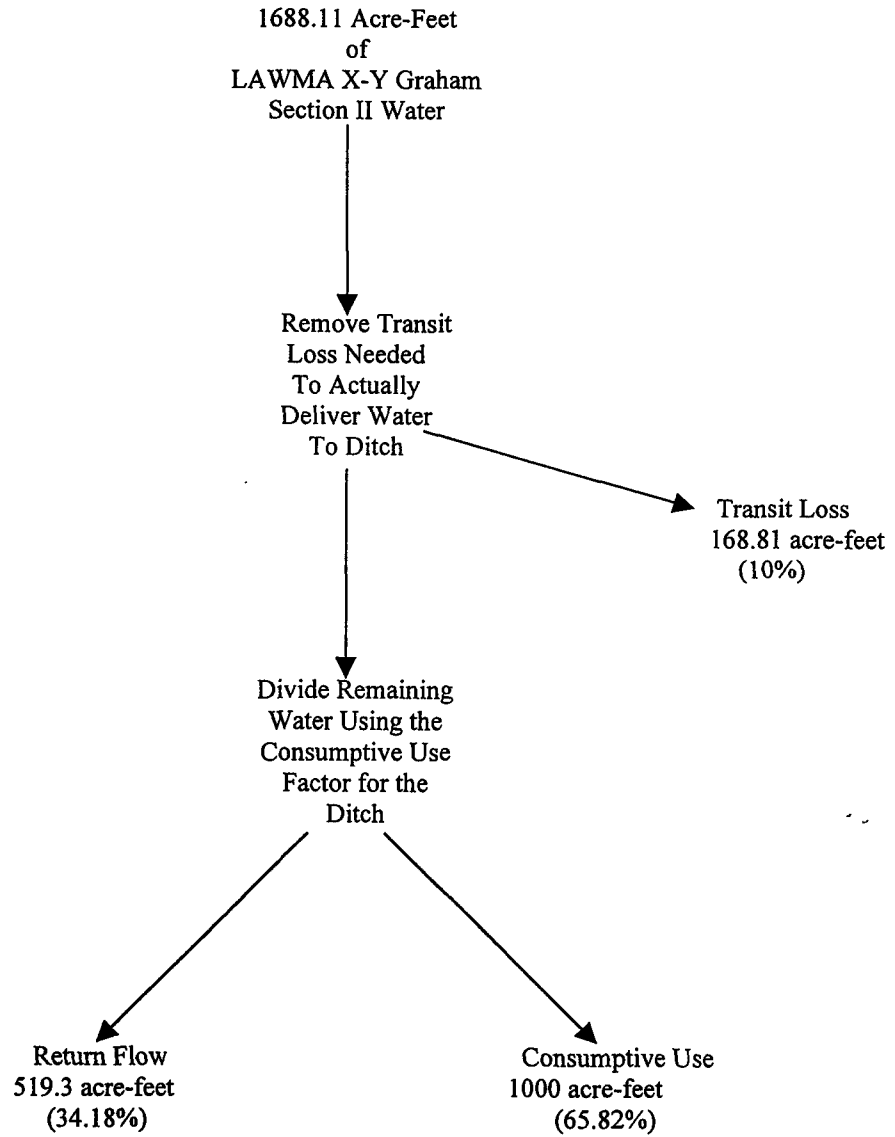 1688.11 Acre-Feet
of
LAWMA X-Y Graham
Section II Water
Remove Transit
Loss Needed
To Actually
Deliver Water
To Ditch
Transit Loss
168.81 acre-feet
(10%)
Divide Remaining
Water Using the
Consumptive Use
Factor for the
Ditch
Return Flow
519.3 acre-feet
(34.18%)
Consumptive Use
1000 acre-feet
(65.82%)